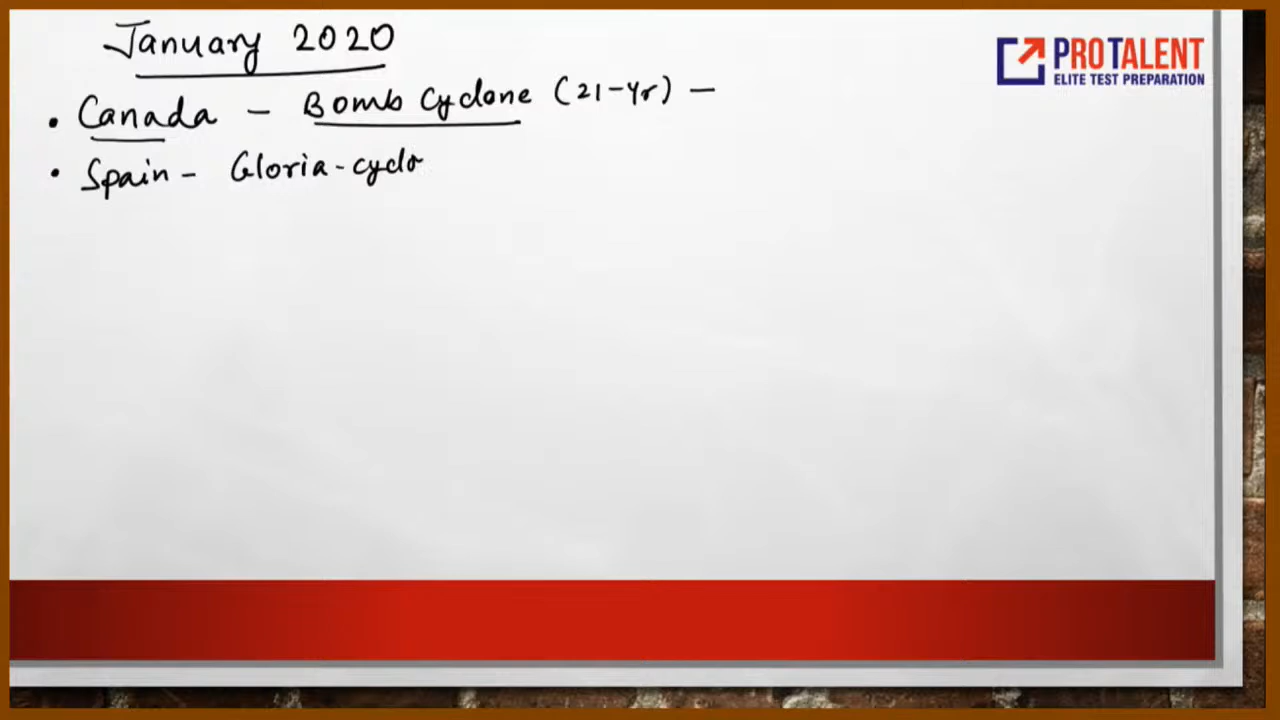 January 2020
PROTALENT
ELITE TEST PREPARATION
• Canada - Bomb Cyclone (21-Yr) -
• Spain - Gloria-cyclo